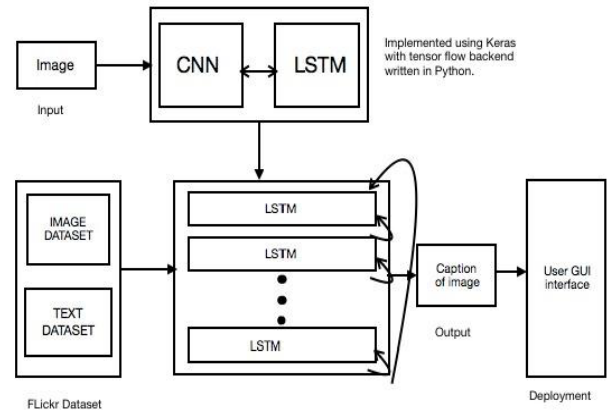 Image
Input
CNN
LSTM
Implemented using Keras
with tensor flow backend
written in Python.
IMAGE
DATASET
TEXT
DATASET
FLickr Dataset
LSTM
LSTM
LSTM
Caption
of image
Output
User GUI
interface
Deployment